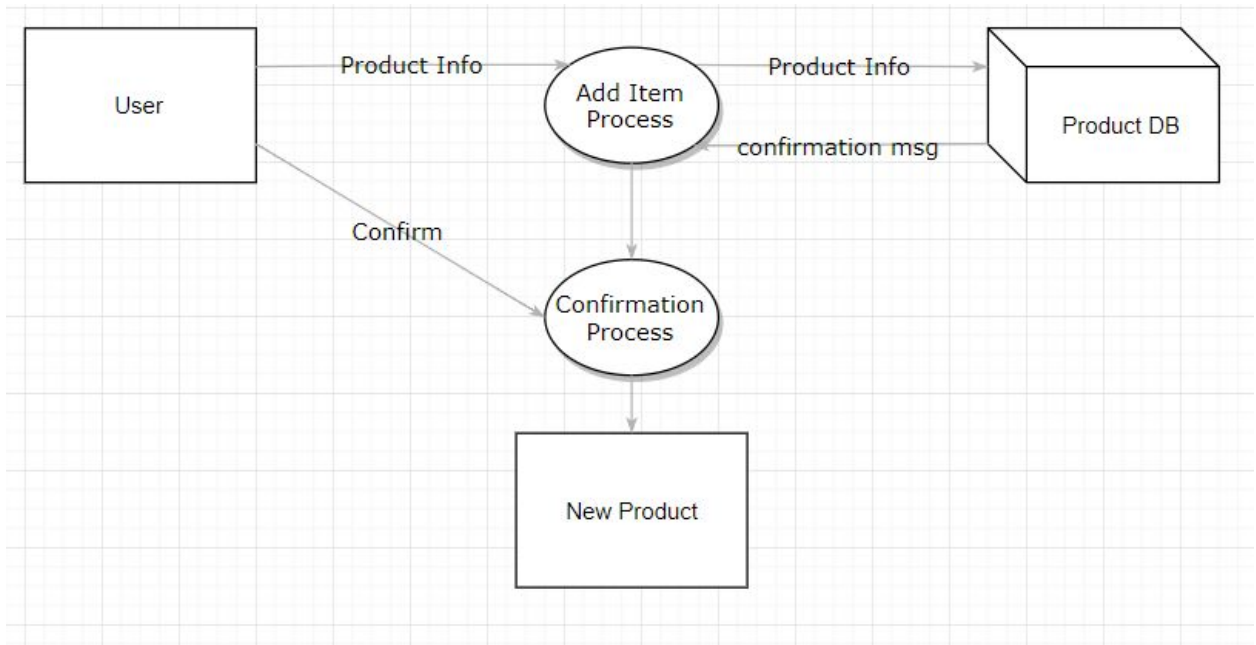 User
Product Info
Add Item
Process
Product Info
Product DB
confirmation msg
Confirm
Confirmation
Process
New Product